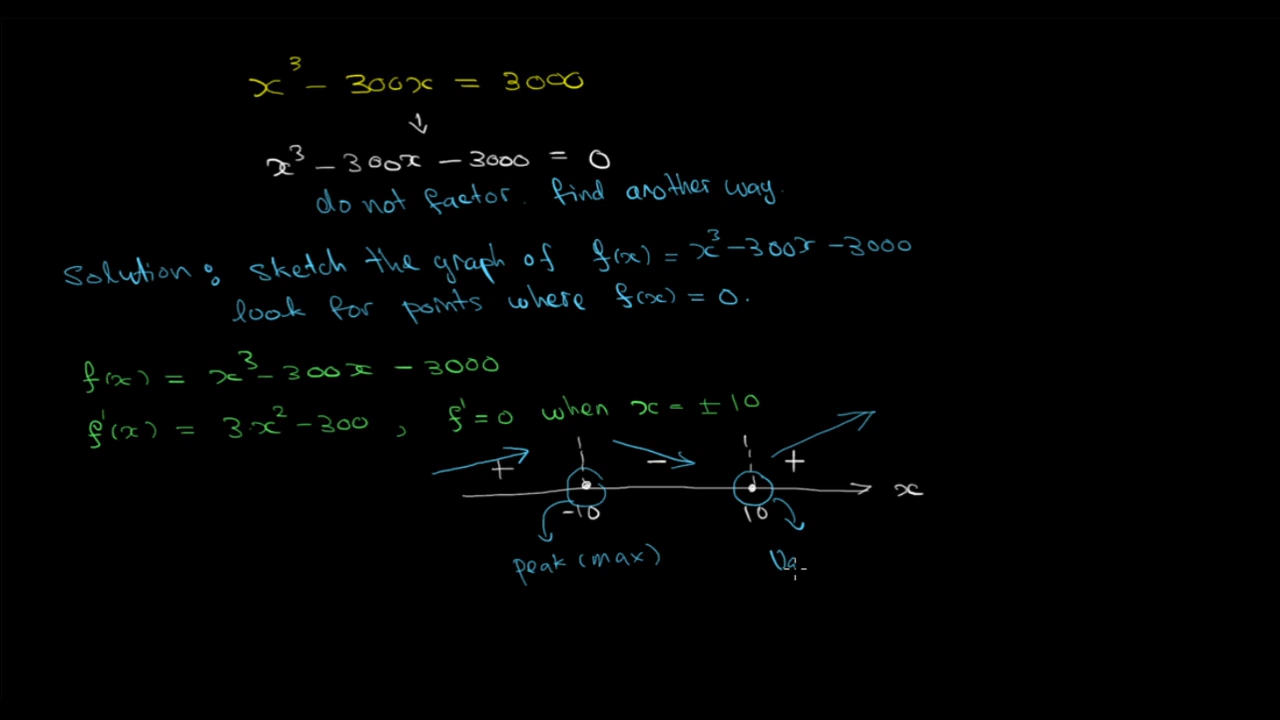 x³ - 300x = 3000
↓
x³ - 300x - 3000 = 0
do not factor. find another way.
Solution: sketch the graph of f(x) = x³ - 300x - 3000
look for points where f(x) = 0.
f(x) = x³ - 300x - 3000
f'(x) = 3x² - 300, f' = 0 when x = ± 10
+ - +
x
-10 10
peak (max) Va